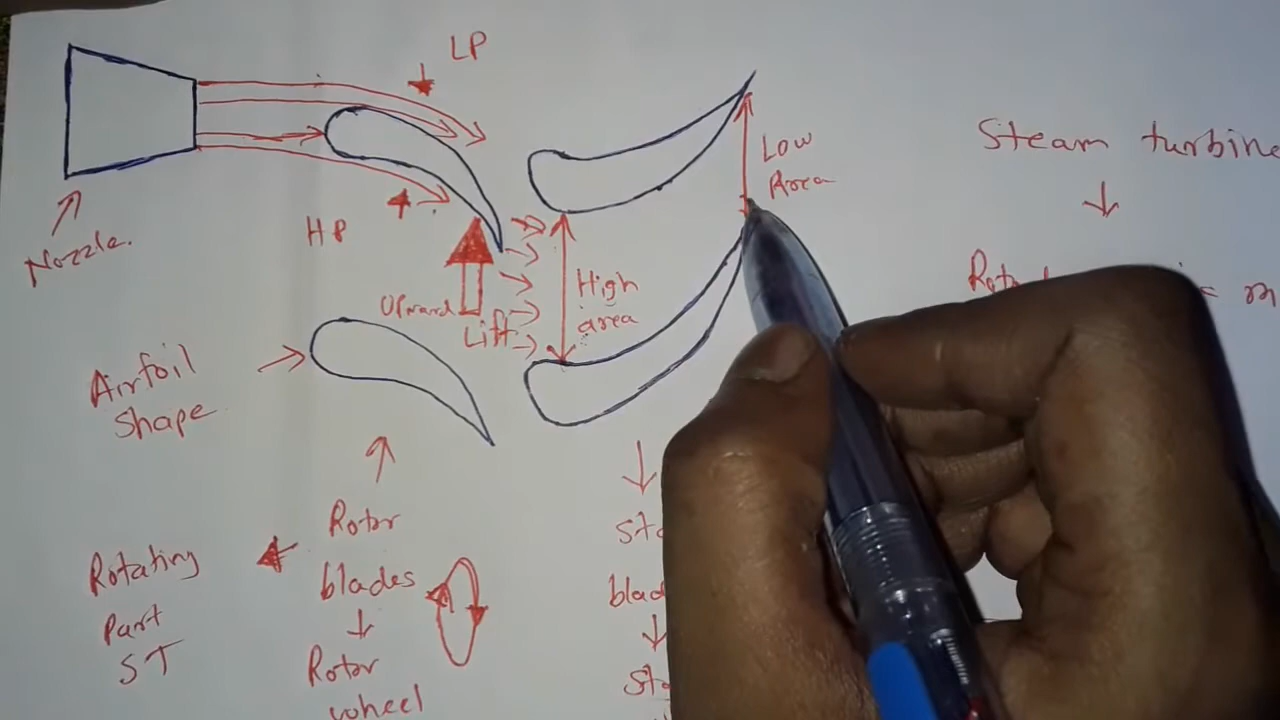 LP
Steam turbine
Low
Area
Nozzle.
HP
High
area
Upward
Lift
Airfoil
Shape
Rotor
blades
Rotor
wheel
Rotating
Part
ST